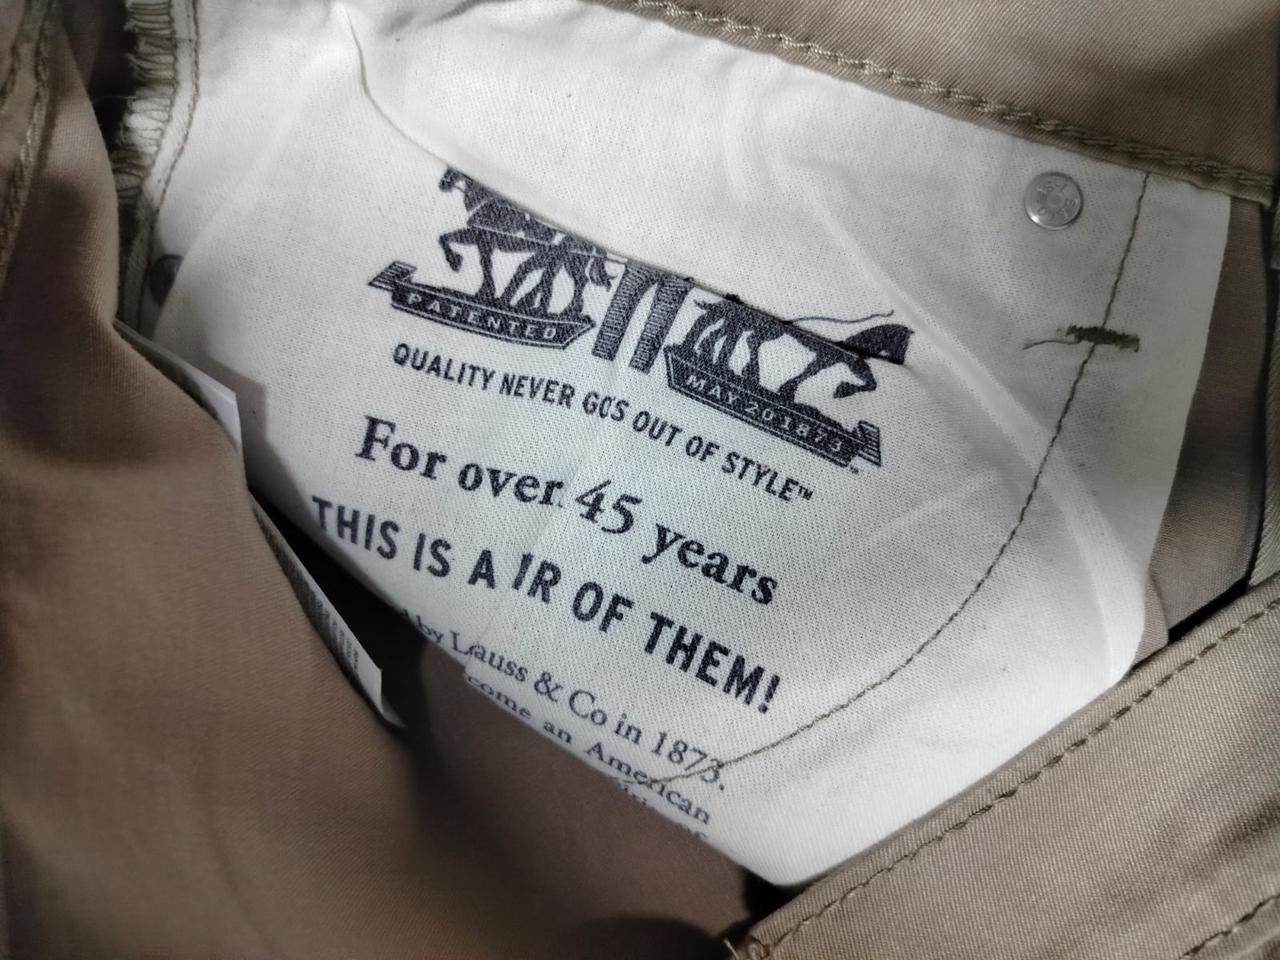 PATENTED
MAY 20 1873
QUALITY NEVER GOS OUT OF STYLE™
For over 45 years
THIS IS A IR OF THEM!
by Lauss & Co in 1873.
come an American